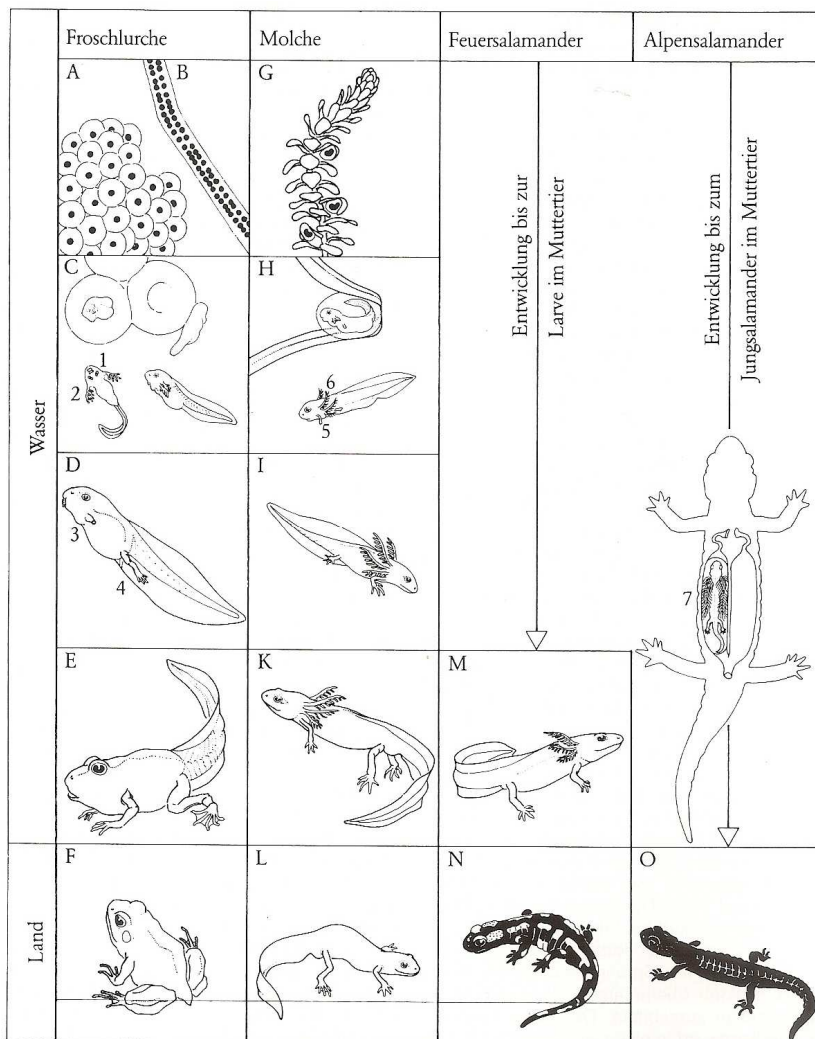 Froschlurche
Molche
Feuersalamander
Alpensalamander
A
B
G
Wasser
Entwicklung bis zur
Larve im Muttertier
Entwicklung bis zum
Jungsalamander im Muttertier
C
H
1
2
6
5
D
I
3
4
7
E
K
M
Land
F
L
N
O